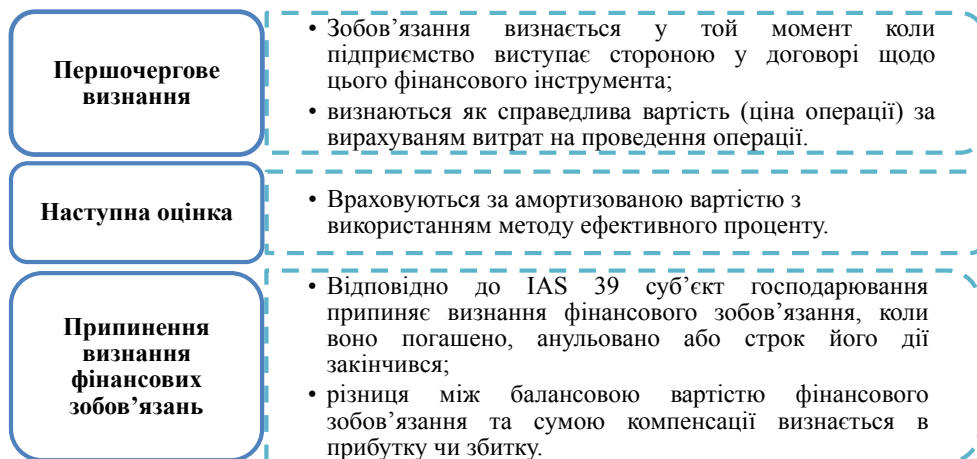 Першочергове
визнання
• Зобов’язання визнається у той момент коли
підприємство виступає стороною у договорі щодо
цього фінансового інструмента;
• визнаються як справедлива вартість (ціна операції) за
вирахуваням витрат на проведення операції.
Наступна оцінка
• Враховуються за амортизованою вартістю з
використанням методу ефективного проценту.
Припинення
визнання
фінансових
зобов’язань
• Відповідно до IAS 39 суб’єкт господарювання
припиняє визнання фінансового зобов’язання, коли
воно погашено, анульовано або строк його дії
закінчився;
• різниця між балансовою вартістю фінансового
зобов’язання та сумою компенсації визнається в
прибутку чи збитку.